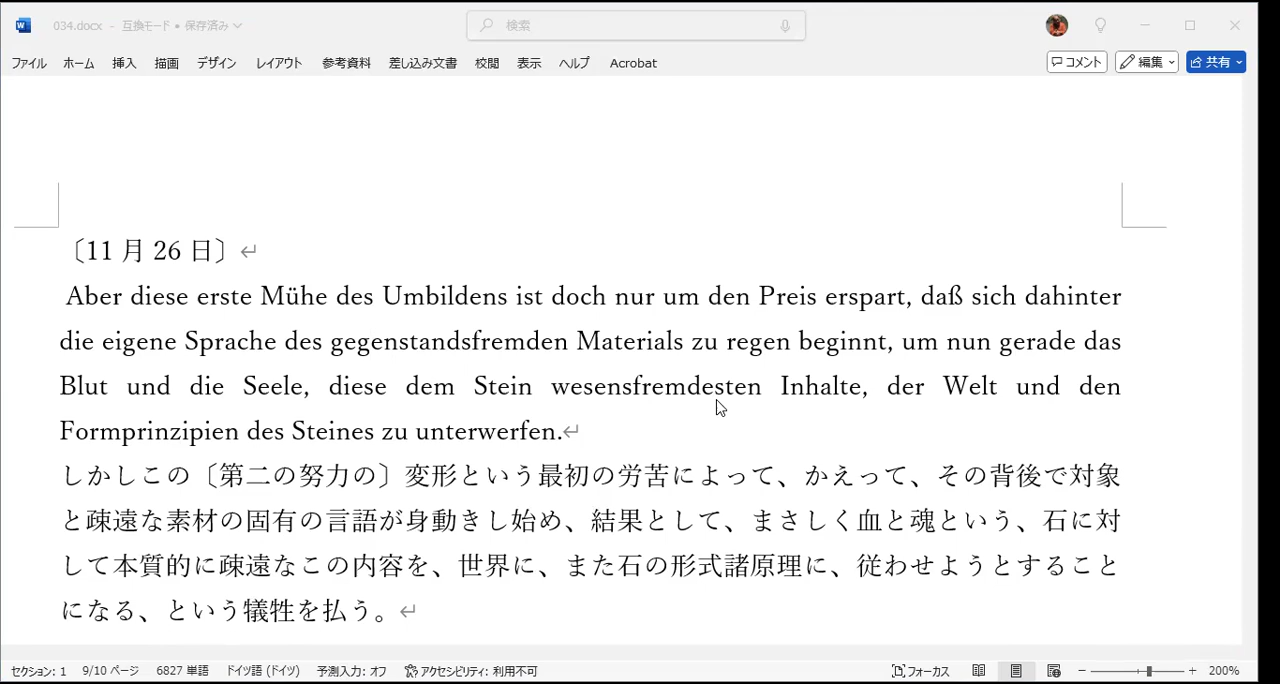 034.docx - 互換モード • 保存済み
検索
ファイル ホーム 挿入 描画 デザイン レイアウト 参考資料 差し込み文書 校閲 表示 ヘルプ Acrobat
コメント 編集 共有
〔11 月 26 日〕↵
Aber diese erste Mühe des Umbildens ist doch nur um den Preis erspart, daß sich dahinter
die eigene Sprache des gegenstandsfremden Materials zu regen beginnt, um nun gerade das
Blut und die Seele, diese dem Stein wesensfremdesten Inhalte, der Welt und den
Formprinzipien des Steines zu unterwerfen.↵
しかしこの〔第二の努力の〕変形という最初の労苦によって、かえって、その背後で対象
と疎遠な素材の固有の言語が身動きし始め、結果として、まさしく血と魂という、石に対
して本質的に疎遠なこの内容を、世界に、また石の形式諸原理に、従わせようとすること
になる、という犠牲を払う。↵
セクション: 1 9/10 ページ 6827 単語 ドイツ語 (ドイツ) 予測入力: オフ アクセシビリティ: 利用不可 フォーカス 200%